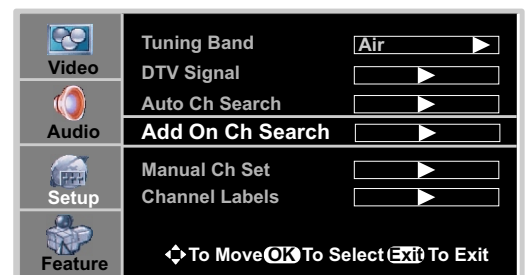 Video
Audio
Setup
Feature
Tuning Band Air
DTV Signal
Auto Ch Search
Add On Ch Search
Manual Ch Set
Channel Labels
To Move OK To Select Exit To Exit